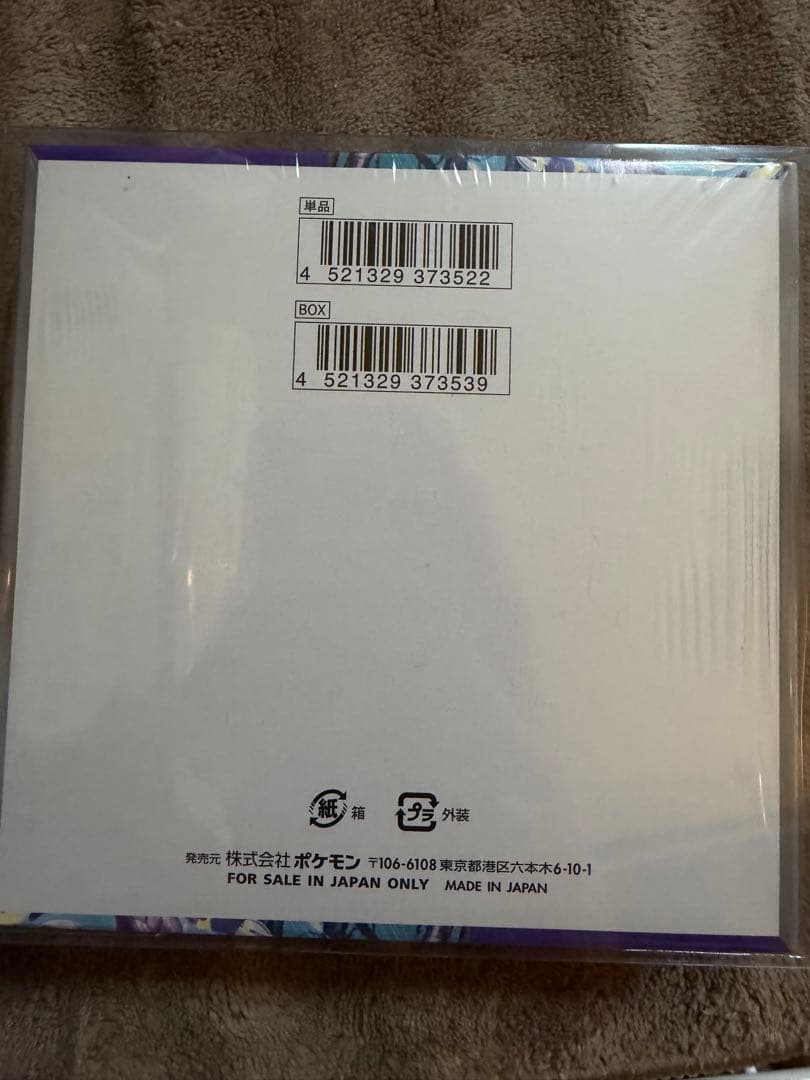 単品
4 521329 373522
BOX
4 521329 373539
紙 箱 プラ 外装
発売元 株式会社 ポケモン 〒106-6108 東京都港区六本木6-10-1
FOR SALE IN JAPAN ONLY MADE IN JAPAN